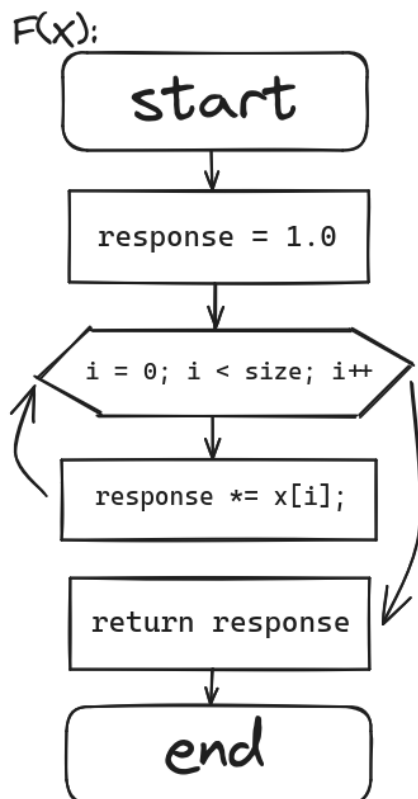 F(x):
start
response = 1.0
i = 0; i < size; i++
response *= x[i];
return response
end